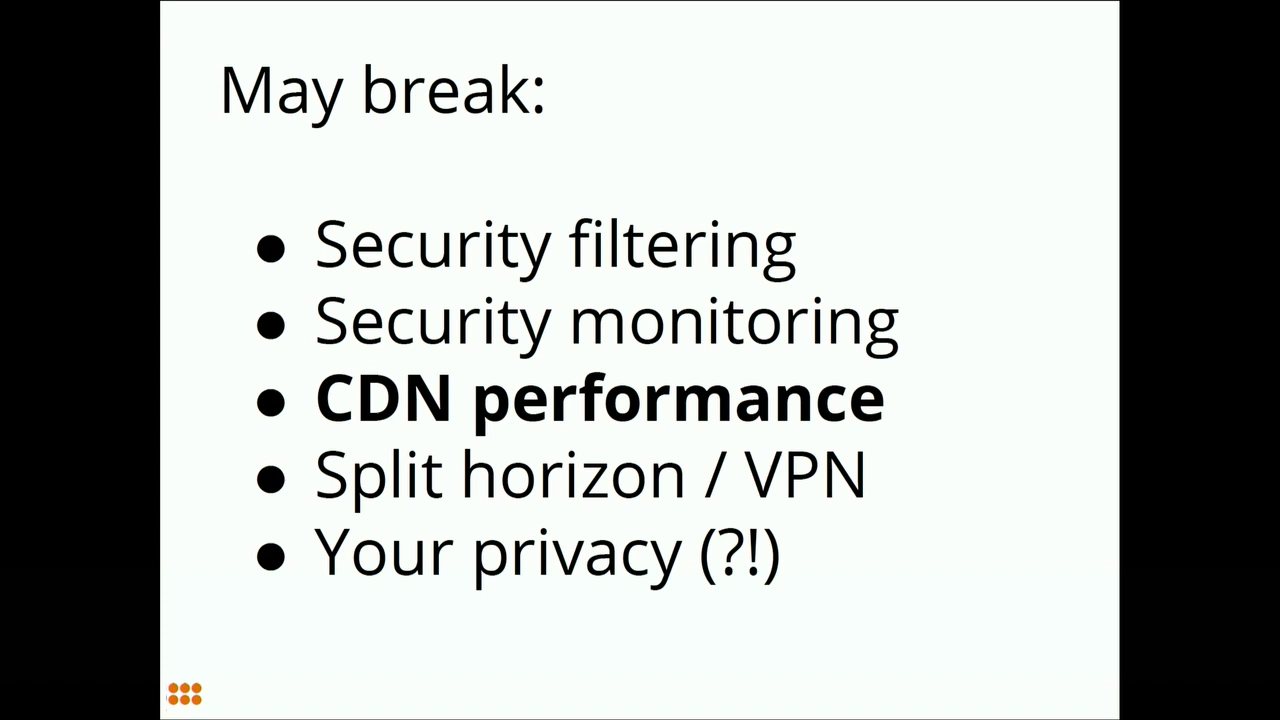 May break:
● Security filtering
● Security monitoring
● CDN performance
● Split horizon / VPN
● Your privacy (?!)